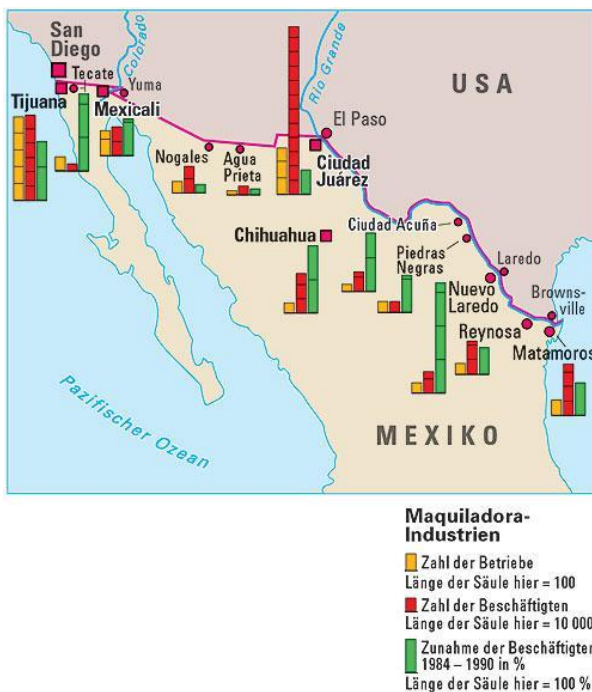 San
Diego
Tecate
Colorado
Yuma
Tijuana
Mexicali
Nogales
Agua
Prieta
Rio Grande
El Paso
Ciudad
Juárez
USA
Chihuahua
Ciudad Acuña
Piedras
Negras
Laredo
Nuevo
Laredo
Browns-
ville
Reynosa
Matamoros
Pazifischer Ozean
MEXIKO
Maquiladora-
Industrien
Zahl der Betriebe
Länge der Säule hier = 100
Zahl der Beschäftigten
Länge der Säule hier = 10 000
Zunahme der Beschäftigten
1984 – 1990 in %
Länge der Säule hier = 100 %